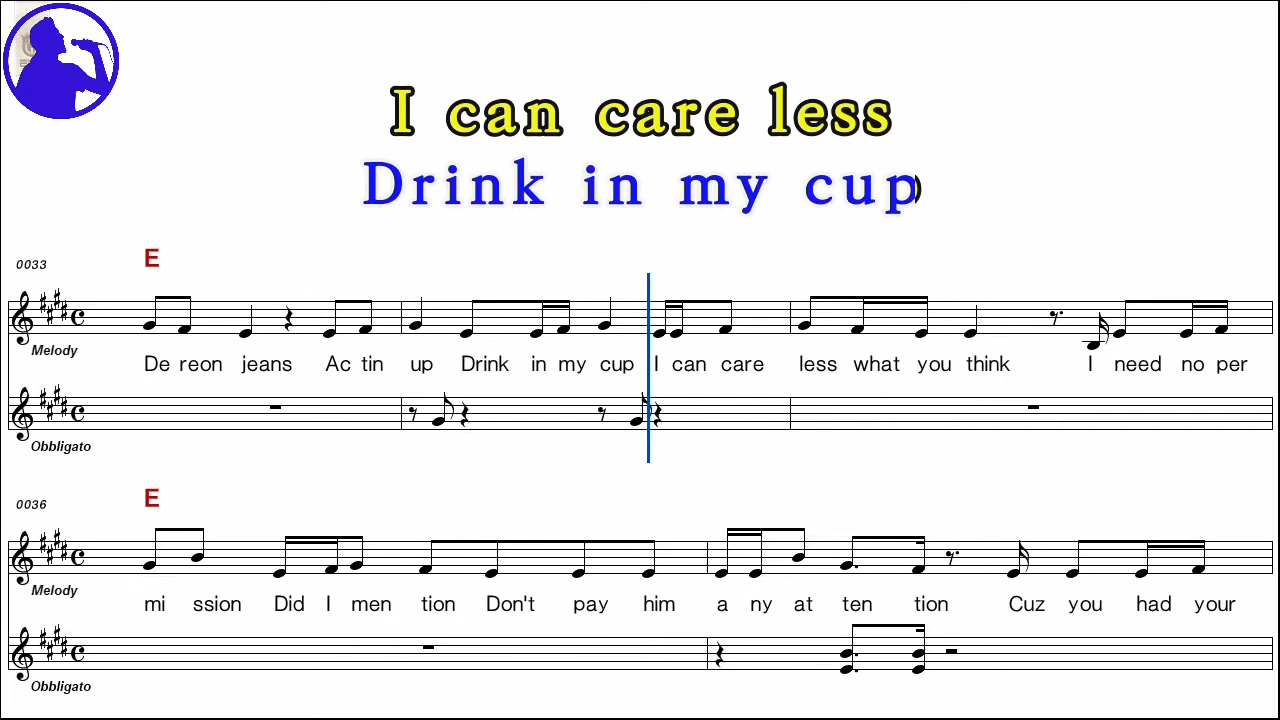 I can care less
Drink in my cup
E
0033
Melody
De reon jeans Ac tin up Drink in my cup I can care less what you think I need no per
Obbligato
E
0036
Melody
mi ssion Did I men tion Don't pay him a ny at ten tion Cuz you had your
Obbligato